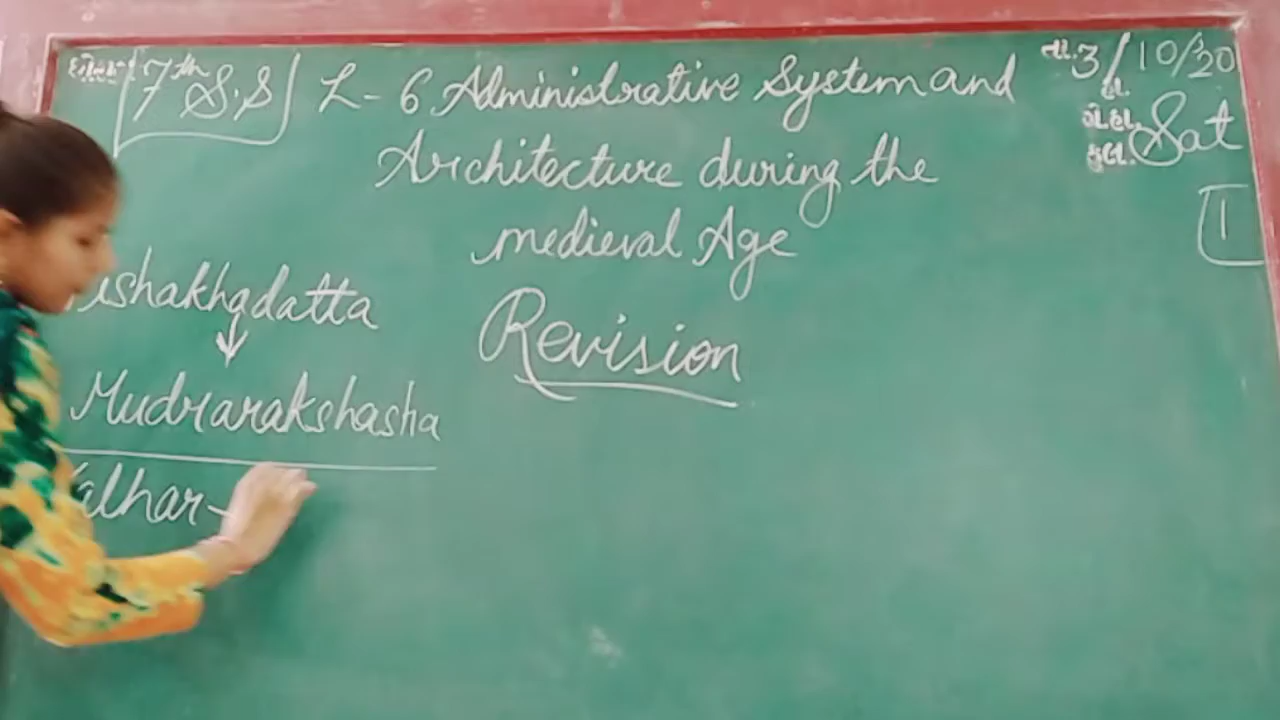 7th S.S L - 6 Administrative System and
Architecture during the
medieval Age
તા. 3/10/20
Sat
1
ishakhadatta
↓
Mudrarakshasha
Revision
alhar -